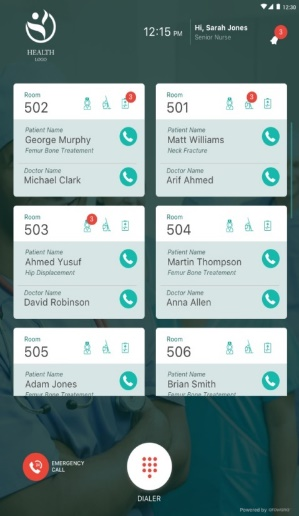 12:30
HEALTH
LOGO
12:15 PM
Hi, Sarah Jones
Senior Nurse
3
Room
502
3
Patient Name
George Murphy
Femur Bone Treatement
Doctor Name
Michael Clark
Room
501
3
Patient Name
Matt Williams
Neck Fracture
Doctor Name
Arif Ahmed
Room
503
3
Patient Name
Ahmed Yusuf
Hip Displacement
Doctor Name
David Robinson
Room
504
Patient Name
Martin Thompson
Femur Bone Treatement
Doctor Name
Anna Allen
Room
505
Patient Name
Adam Jones
Femur Bone Treatement
Room
506
Patient Name
Brian Smith
Femur Bone Treatement
EMERGENCY
CALL
DIALER
Powered by